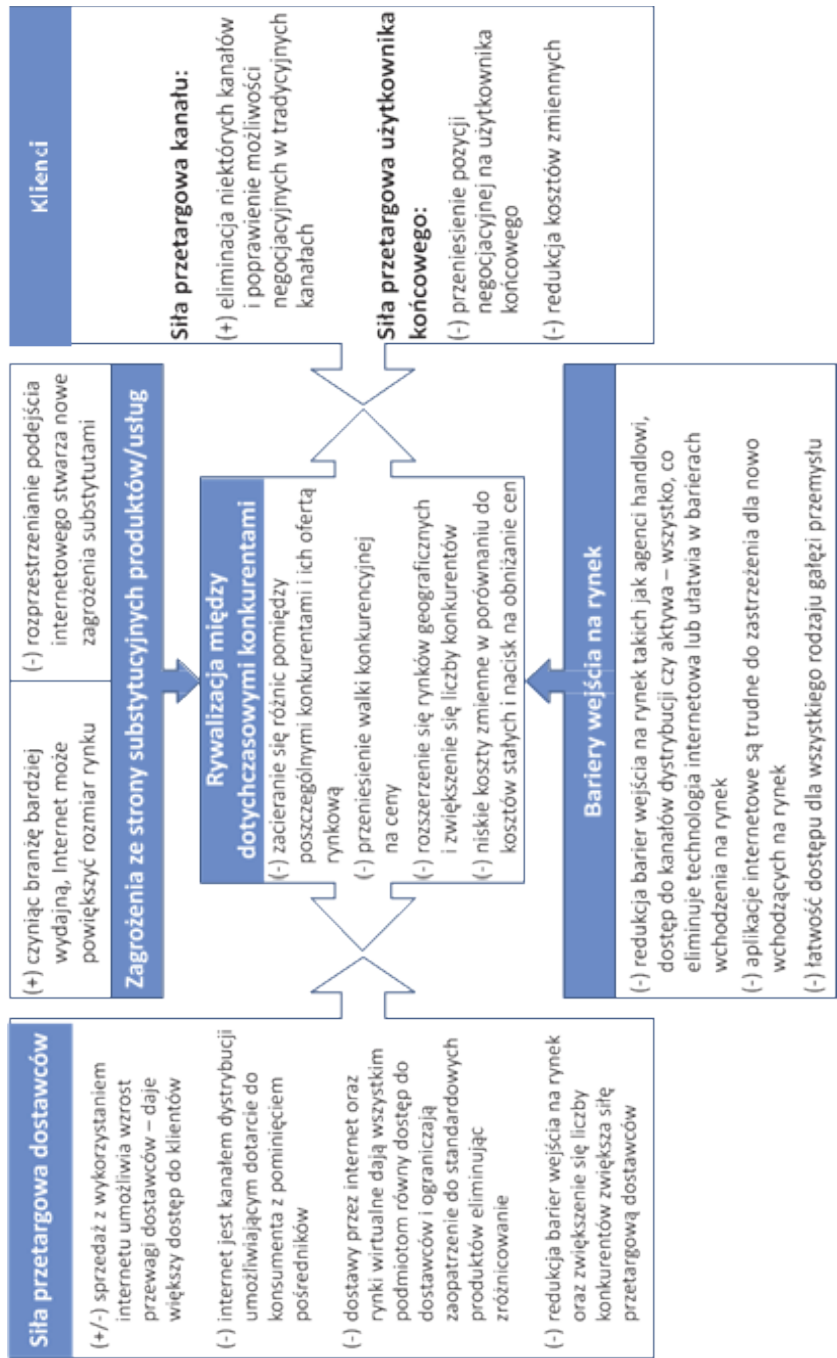 Siła przetargowa dostawców
(+/-) sprzedaż z wykorzystaniem
internetu umożliwia wzrost
przewagi dostawców – daje
większy dostęp do klientów
(-) internet jest kanałem dystrybucji
umożliwiającym dotarcie do
konsumenta z pominięciem
pośredników
(-) dostawy przez internet oraz
rynki wirtualne dają wszystkim
podmiotom równy dostęp do
dostawców i ograniczają
zaopatrzenie do standardowych
produktów eliminując
zróżnicowanie
(-) redukcja barier wejścia na rynek
oraz zwiększenie się liczby
konkurentów zwiększa siłę
przetargową dostawców
(+) czyniąc branżę bardziej
wydajną, Internet może
powiększyć rozmiar rynku
(-) rozprzestrzenianie podejścia
internetowego stwarza nowe
zagrożenia substytutami
Zagrożenia ze strony substytucyjnych produktów/usług
Rywalizacja między
dotychczasowymi konkurentami
(-) zacieranie się różnic pomiędzy
poszczególnymi konkurentami i ich ofertą
rynkową
(-) przeniesienie walki konkurencyjnej
na ceny
(-) rozszerzenie się rynków geograficznych
i zwiększenie się liczby konkurentów
(-) niskie koszty zmienne w porównaniu do
kosztów stałych i nacisk na obniżanie cen
Bariery wejścia na rynek
(-) redukcja barier wejścia na rynek takich jak agenci handlowi,
dostęp do kanałów dystrybucji czy aktywa – wszystko, co
eliminuje technologia internetowa lub ułatwia w barierach
wchodzenia na rynek
(-) aplikacje internetowe są trudne do zastrzeżenia dla nowo
wchodzących na rynek
(-) łatwość dostępu dla wszystkiego rodzaju gałęzi przemysłu
Klienci
Siła przetargowa kanału:
(+) eliminacja niektórych kanałów
i poprawienie możliwości
negocjacyjnych w tradycyjnych
kanałach
Siła przetargowa użytkownika
końcowego:
(-) przeniesienie pozycji
negocjacyjnej na użytkownika
końcowego
(-) redukcja kosztów zmiennych